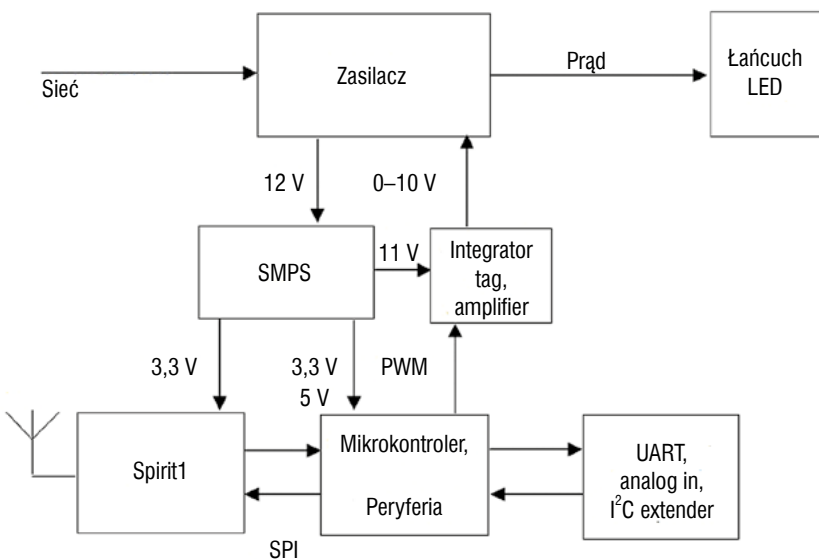 Sieć
Zasilacz
Prąd
Łańcuch
LED
12 V
0–10 V
SMPS
11 V
Integrator
tag,
amplifier
3,3 V
3,3 V
5 V
PWM
Spirit1
Mikrokontroler,
Peryferia
UART,
analog in,
I²C extender
SPI